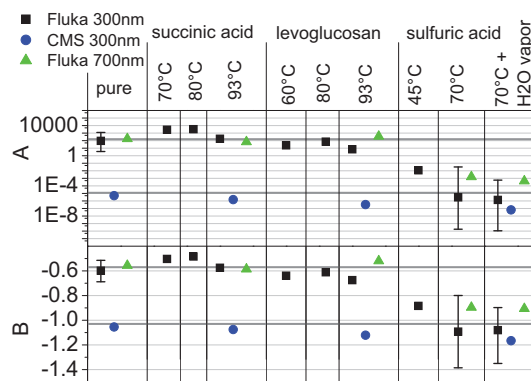 Fluka 300nm
CMS 300nm
Fluka 700nm
succinic acid
levoglucosan
sulfuric acid
pure
70°C
80°C
93°C
60°C
80°C
93°C
45°C
70°C
70°C +
H2O vapor
10000
1
1E-4
1E-8
A
-0.6
-0.8
-1.0
-1.2
-1.4
B